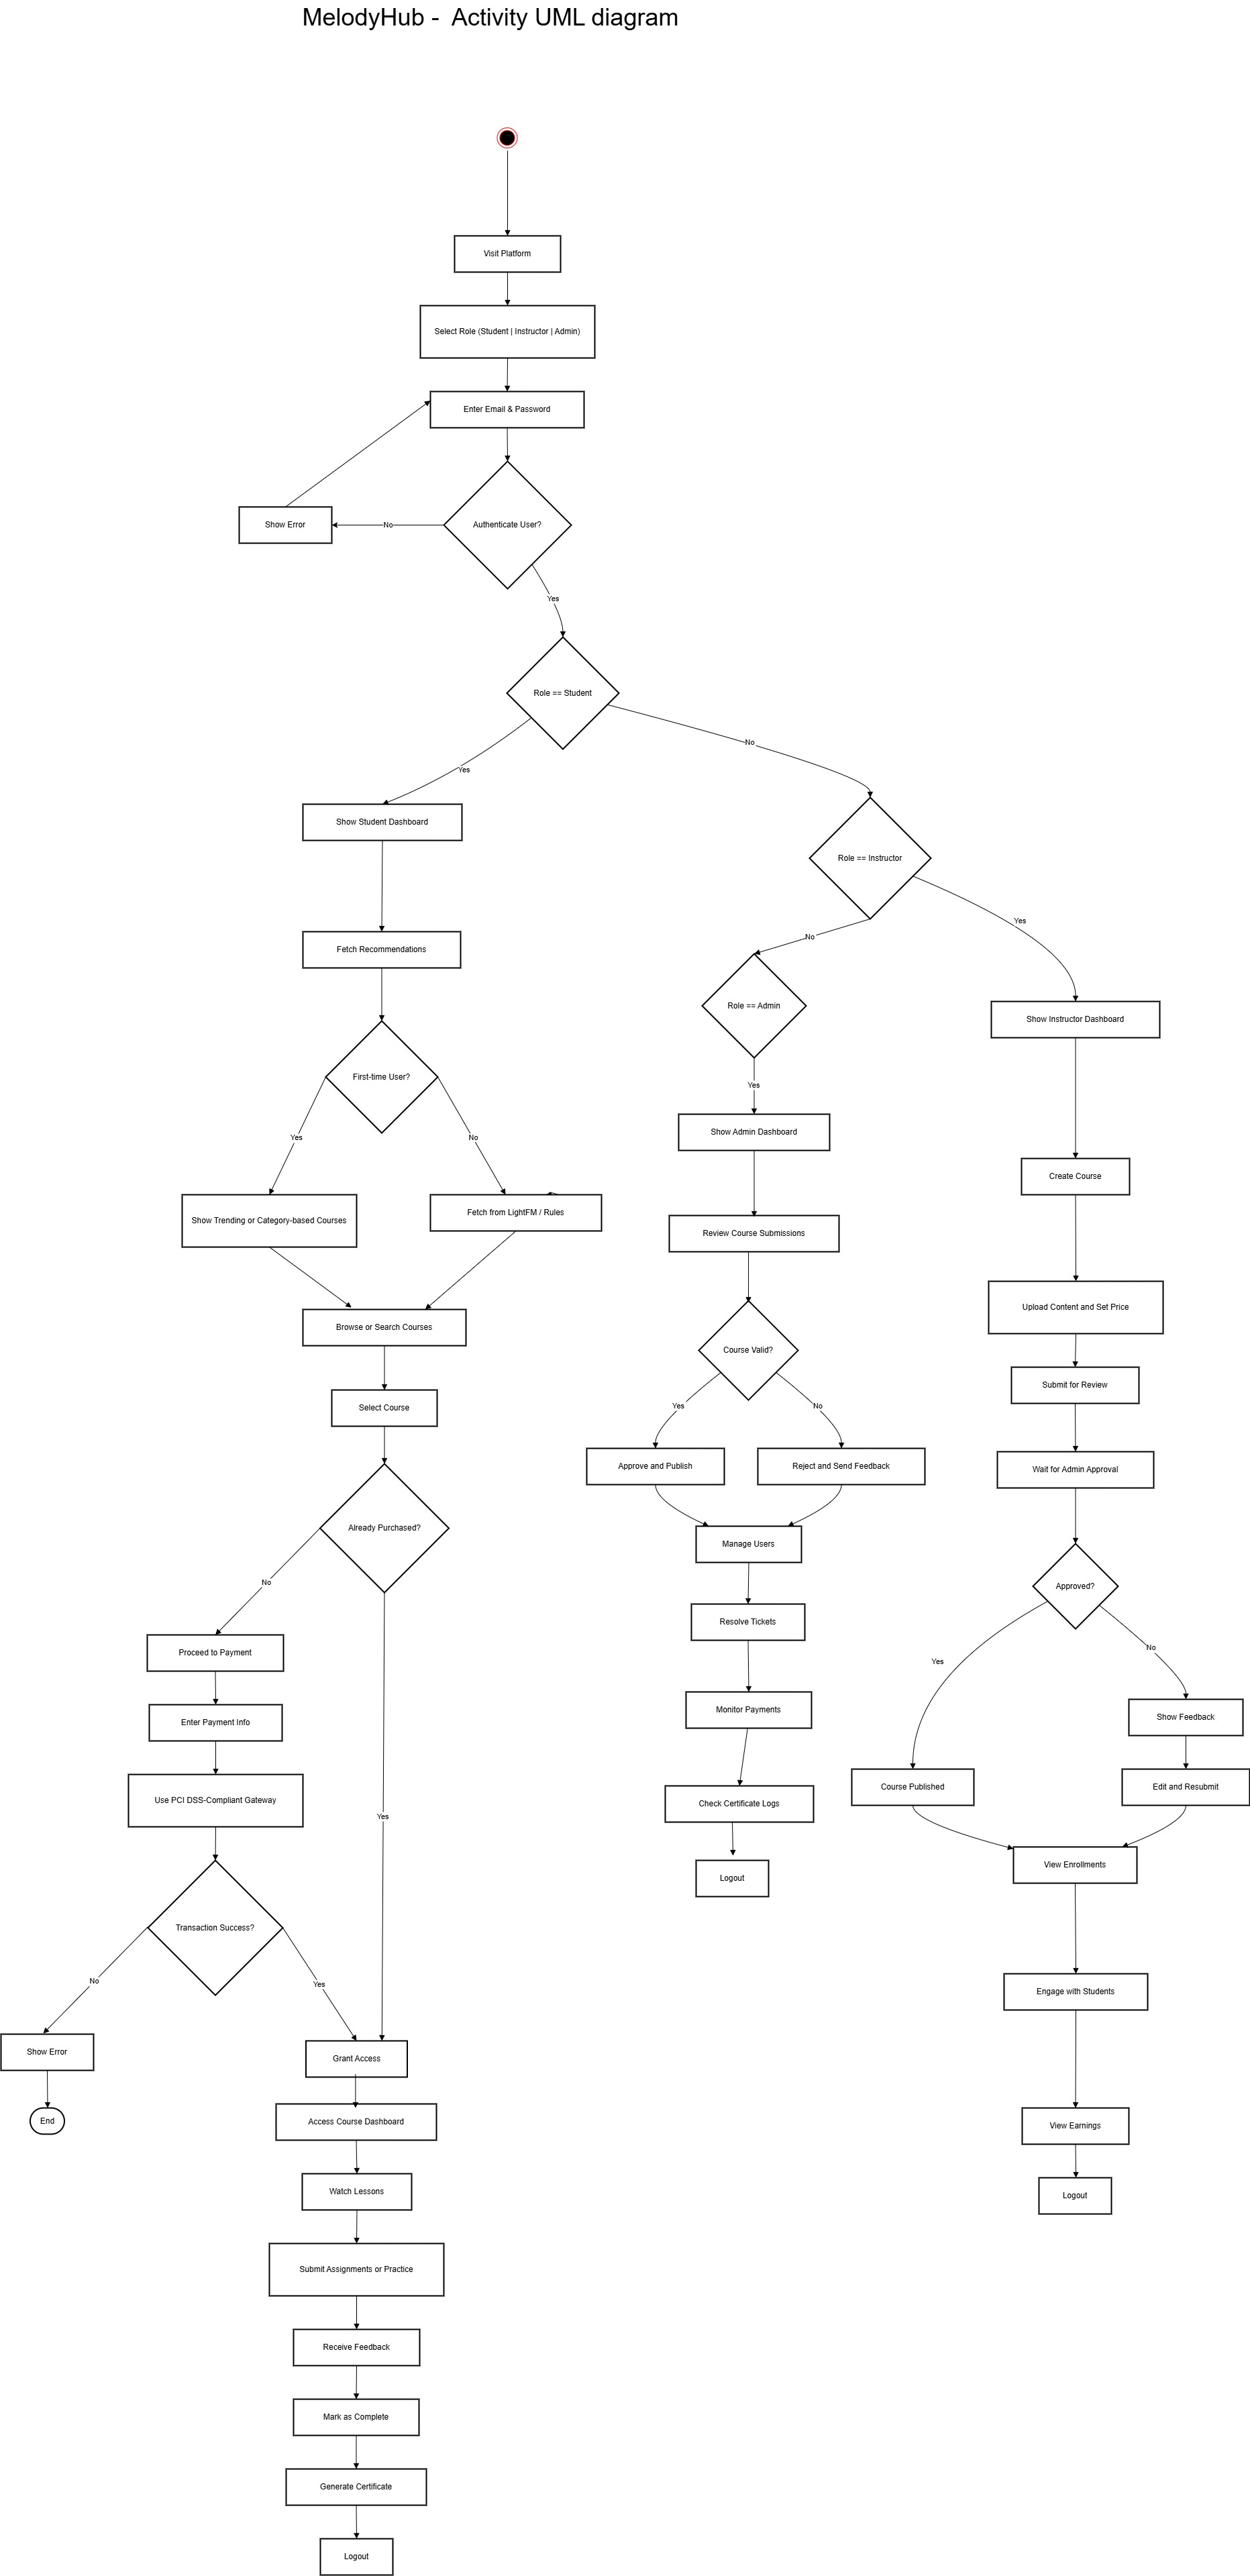 MelodyHub -  Activity UML diagram
Visit Platform
Select Role (Student | Instructor | Admin)
Enter Email & Password
Show Error
No
Authenticate User?
Yes
Role == Student
No
Yes
Show Student Dashboard
Role == Instructor
Yes
No
Fetch Recommendations
Role == Admin
Show Instructor Dashboard
First-time User?
Yes
Show Admin Dashboard
Yes
No
Create Course
Show Trending or Category-based Courses
Fetch from LightFM / Rules
Review Course Submissions
Upload Content and Set Price
Browse or Search Courses
Course Valid?
Submit for Review
Select Course
Yes
No
Approve and Publish
Reject and Send Feedback
Wait for Admin Approval
Already Purchased?
Manage Users
No
Approved?
Resolve Tickets
Proceed to Payment
Yes
No
Monitor Payments
Show Feedback
Enter Payment Info
Course Published
Edit and Resubmit
Use PCI DSS-Compliant Gateway
Check Certificate Logs
Yes
View Enrollments
Logout
Transaction Success?
No
Yes
Engage with Students
Show Error
Grant Access
End
Access Course Dashboard
View Earnings
Watch Lessons
Logout
Submit Assignments or Practice
Receive Feedback
Mark as Complete
Generate Certificate
Logout